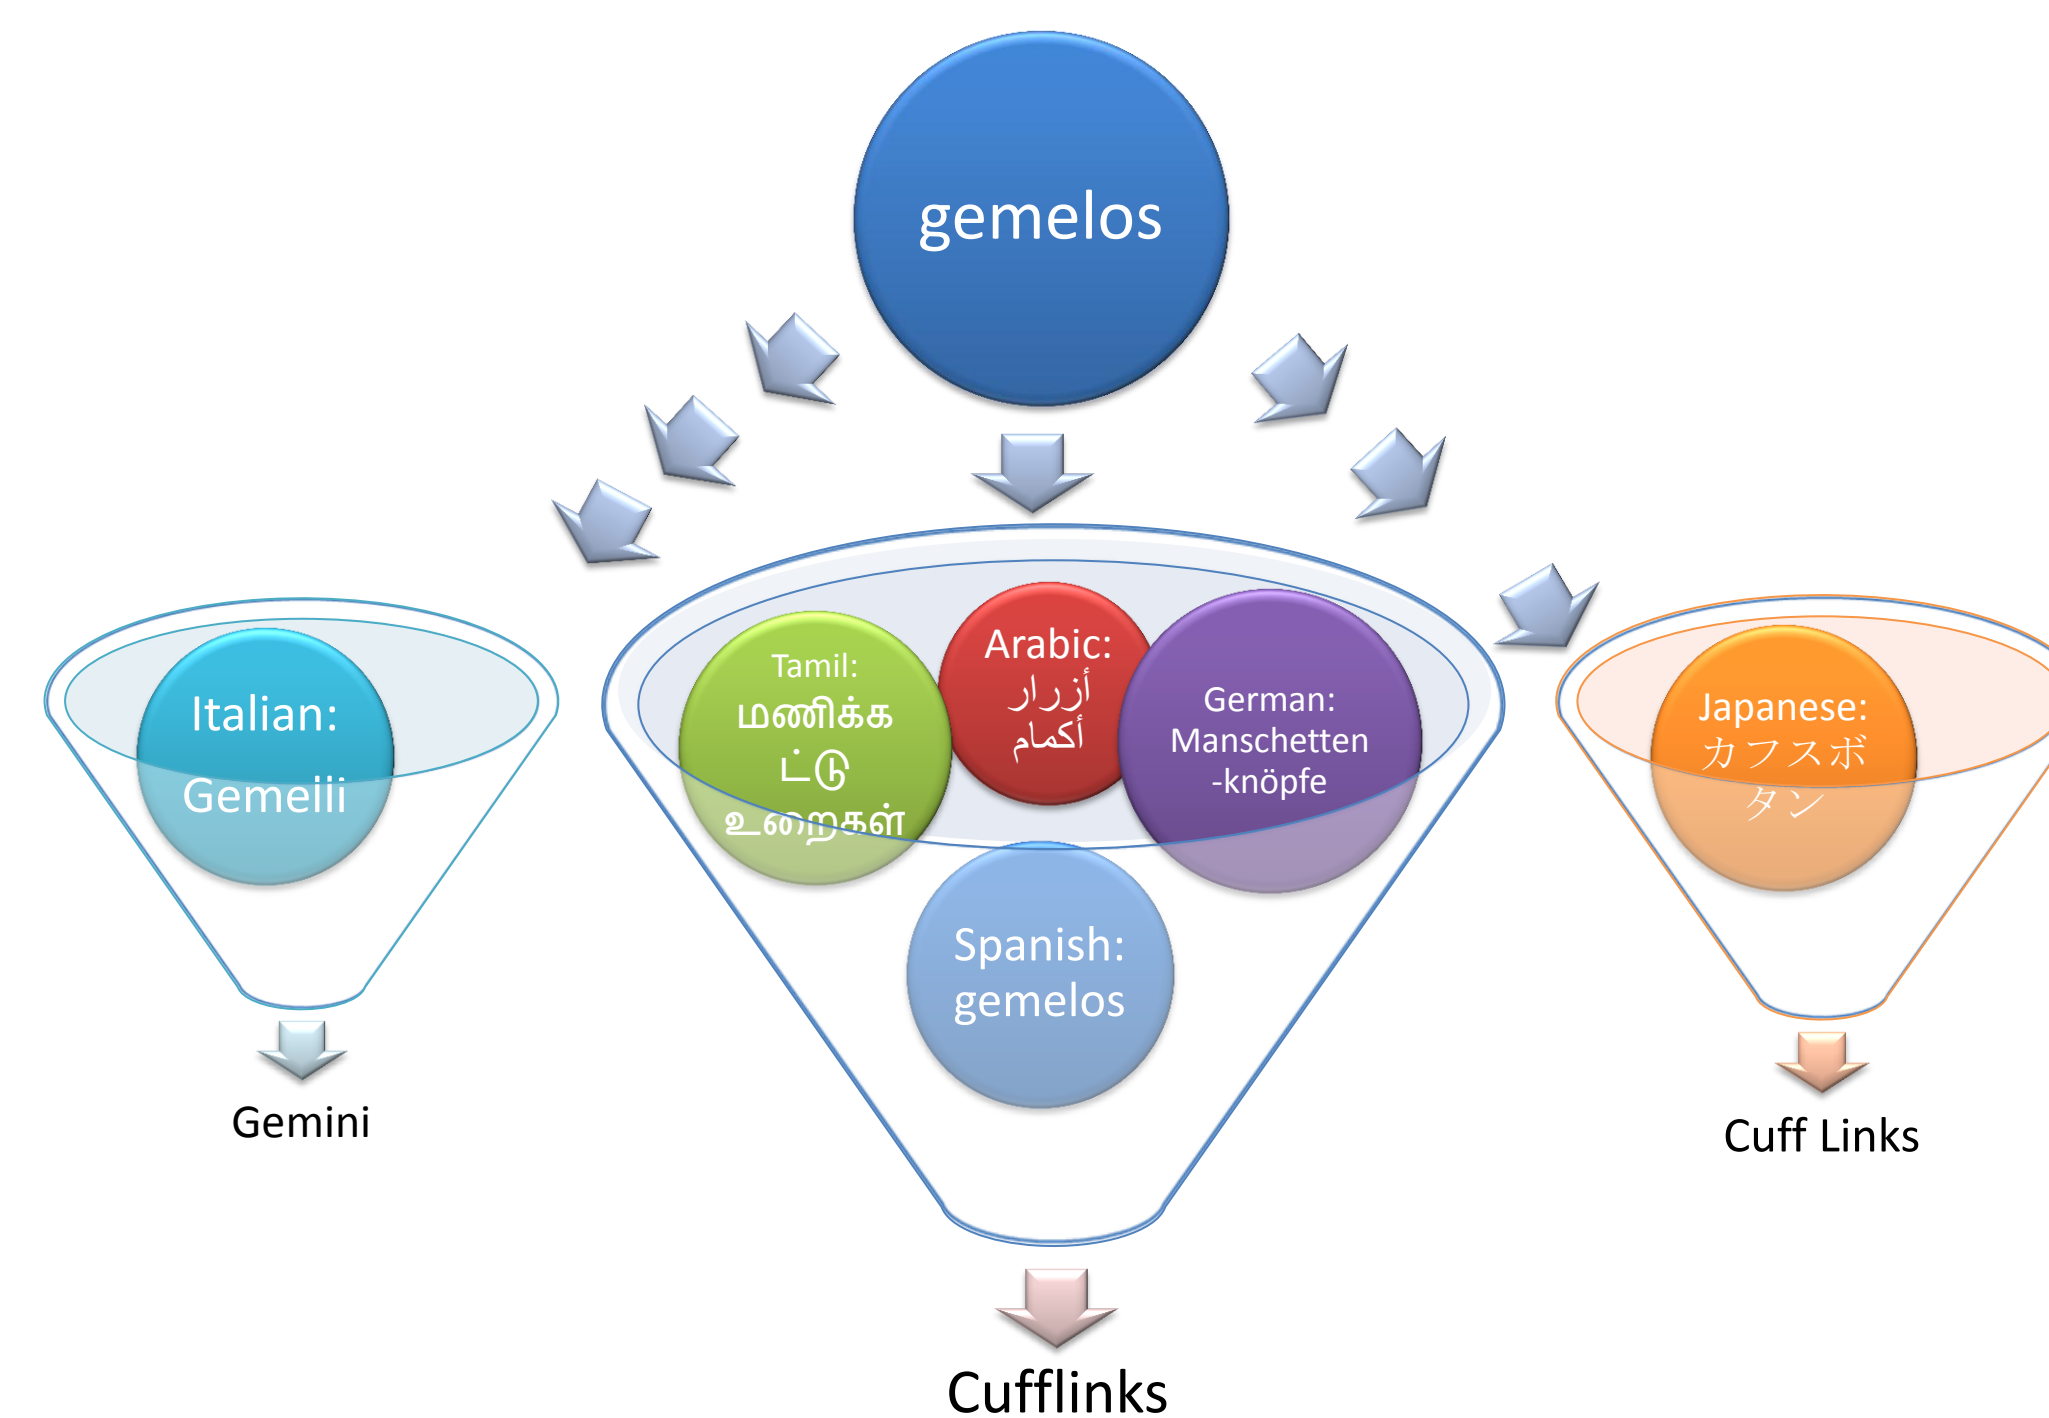 gemelos
Italian:
Gemelli
Tamil:
மணிக்க
ட்டு
உறைகள்
Arabic:
أزرار
أكمام
German:
Manschetten
-knöpfe
Spanish:
gemelos
Japanese:
カフスボ
タン
Gemini
Cuff Links
Cufflinks